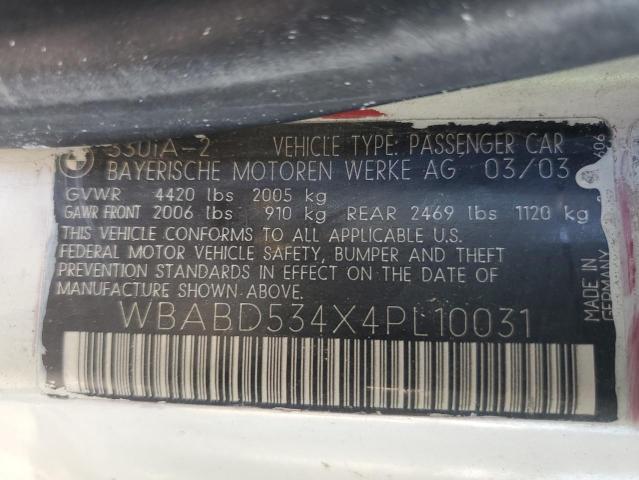 330iA-2 VEHICLE TYPE: PASSENGER CAR
BAYERISCHE MOTOREN WERKE AG 03/03
GVWR 4420 lbs 2005 kg
GAWR FRONT 2006 lbs 910 kg REAR 2469 lbs 1120 kg
THIS VEHICLE CONFORMS TO ALL APPLICABLE U.S.
FEDERAL MOTOR VEHICLE SAFETY, BUMPER AND THEFT
PREVENTION STANDARDS IN EFFECT ON THE DATE OF
MANUFACTURE SHOWN ABOVE.
WBABD534X4PL10031
MADE IN